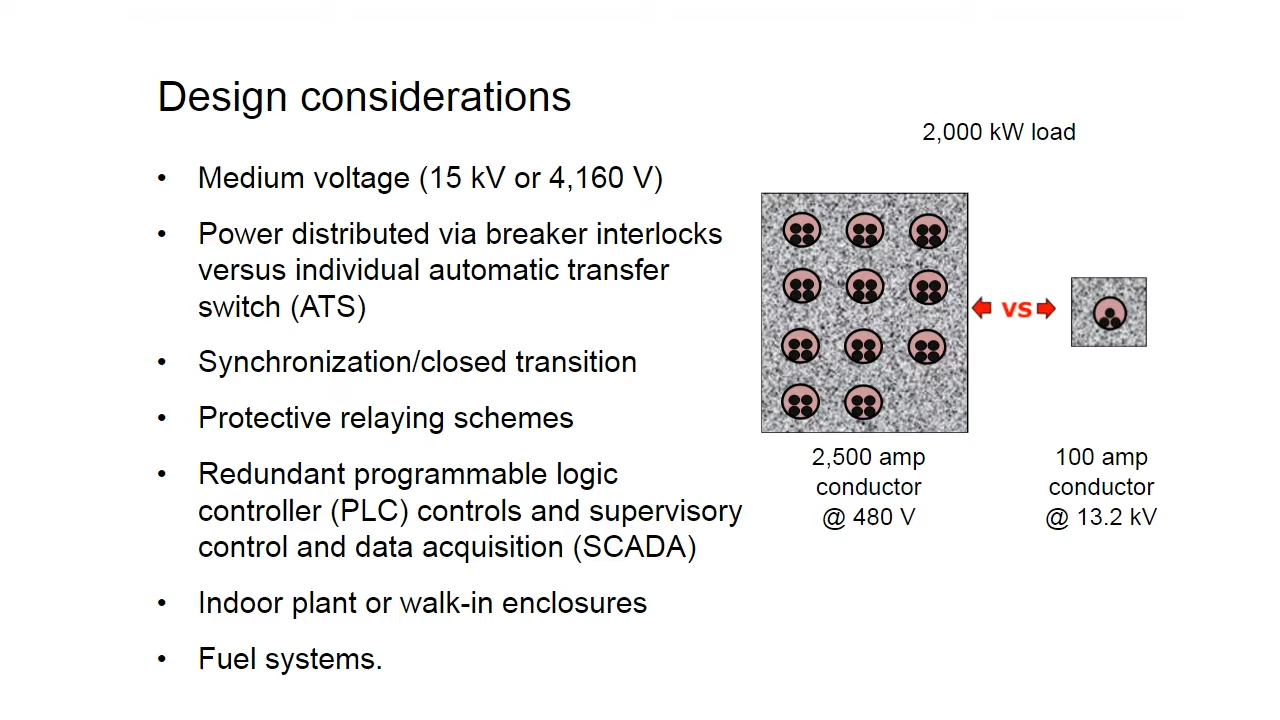 Design considerations
2,000 kW load
• Medium voltage (15 kV or 4,160 V)
• Power distributed via breaker interlocks
versus individual automatic transfer
switch (ATS)
• Synchronization/closed transition
• Protective relaying schemes
• Redundant programmable logic
controller (PLC) controls and supervisory
control and data acquisition (SCADA)
• Indoor plant or walk-in enclosures
• Fuel systems.
vs
2,500 amp
conductor
@ 480 V
100 amp
conductor
@ 13.2 kV